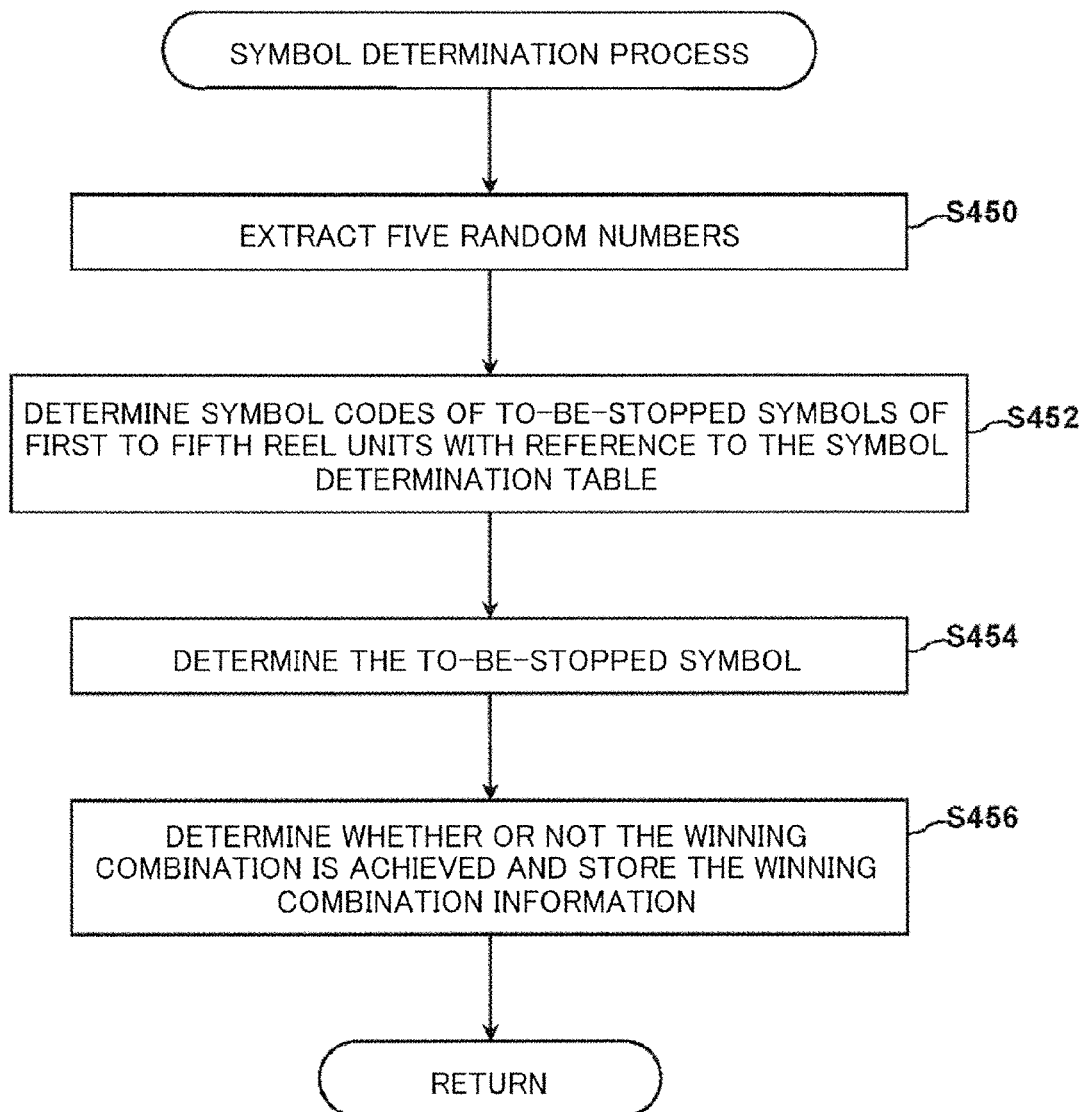 SYMBOL DETERMINATION PROCESS
EXTRACT FIVE RANDOM NUMBERS
S450
DETERMINE SYMBOL CODES OF TO-BE-STOPPED SYMBOLS OF
FIRST TO FIFTH REEL UNITS WITH REFERENCE TO THE SYMBOL
DETERMINATION TABLE
S452
DETERMINE THE TO-BE-STOPPED SYMBOL
S454
DETERMINE WHETHER OR NOT THE WINNING
COMBINATION IS ACHIEVED AND STORE THE WINNING
COMBINATION INFORMATION
S456
RETURN